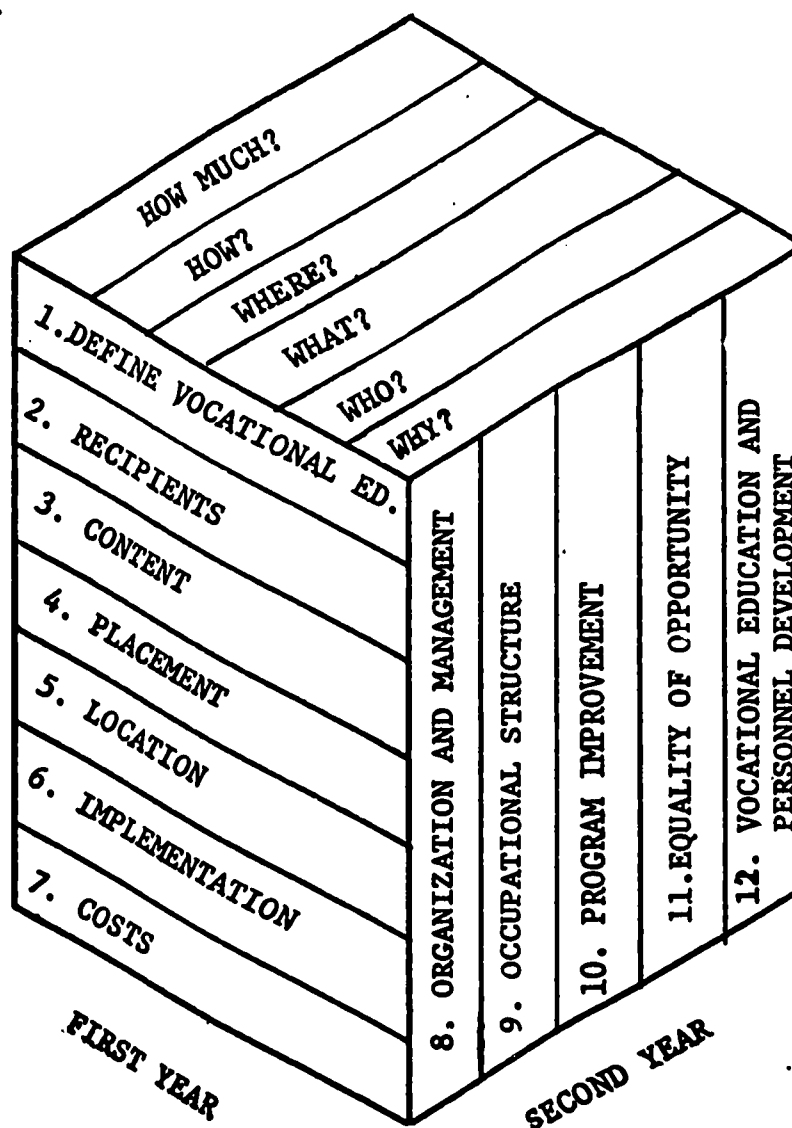 HOW MUCH?
HOW?
WHERE?
WHAT?
WHO?
WHY?
1.DEFINE VOCATIONAL ED.
2. RECIPIENTS
3. CONTENT
4. PLACEMENT
5. LOCATION
6. IMPLEMENTATION
7. COSTS
FIRST YEAR
8. ORGANIZATION AND MANAGEMENT
9. OCCUPATIONAL STRUCTURE
10. PROGRAM IMPROVEMENT
11.EQUALITY OF OPPORTUNITY
12. VOCATIONAL EDUCATION AND
PERSONNEL DEVELOPMENT
SECOND YEAR